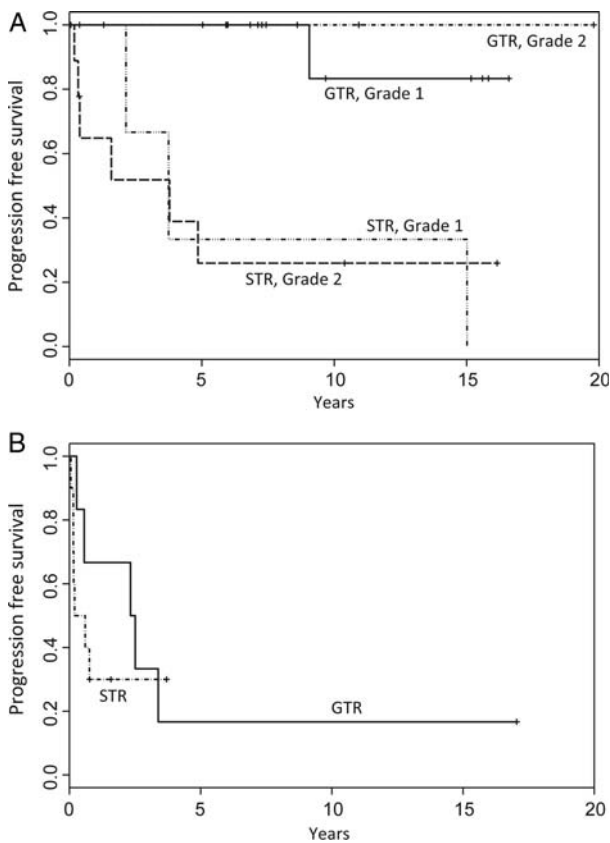 A
Progression free survival
1.0
0.8
0.6
0.4
0.2
0.0
GTR, Grade 2
GTR, Grade 1
STR, Grade 1
STR, Grade 2
0 5 10 15 20
Years
B
Progression free survival
1.0
0.8
0.6
0.4
0.2
0.0
STR
GTR
0 5 10 15 20
Years